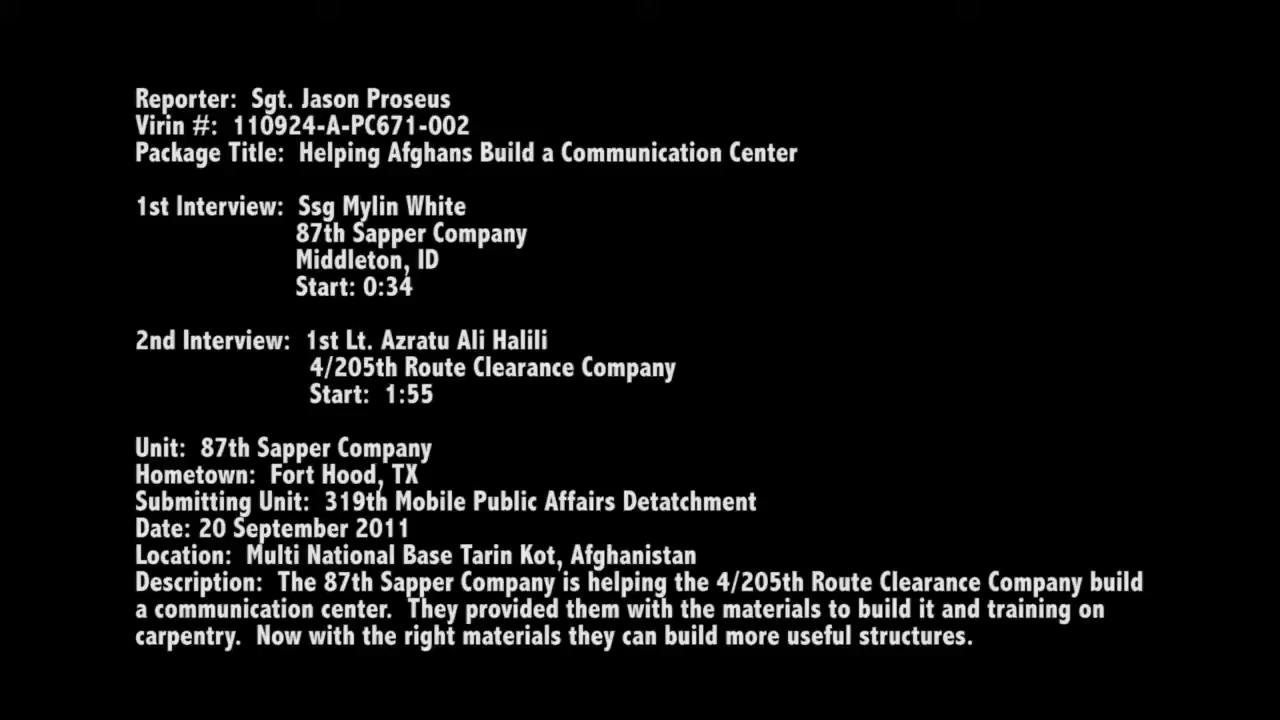 Reporter: Sgt. Jason Proseus
Virin #: 110924-A-PC671-002
Package Title: Helping Afghans Build a Communication Center
1st Interview: Ssg Mylin White
87th Sapper Company
Middleton, ID
Start: 0:34
2nd Interview: 1st Lt. Azratu Ali Halili
4/205th Route Clearance Company
Start: 1:55
Unit: 87th Sapper Company
Hometown: Fort Hood, TX
Submitting Unit: 319th Mobile Public Affairs Detatchment
Date: 20 September 2011
Location: Multi National Base Tarin Kot, Afghanistan
Description: The 87th Sapper Company is helping the 4/205th Route Clearance Company build
a communication center. They provided them with the materials to build it and training on
carpentry. Now with the right materials they can build more useful structures.